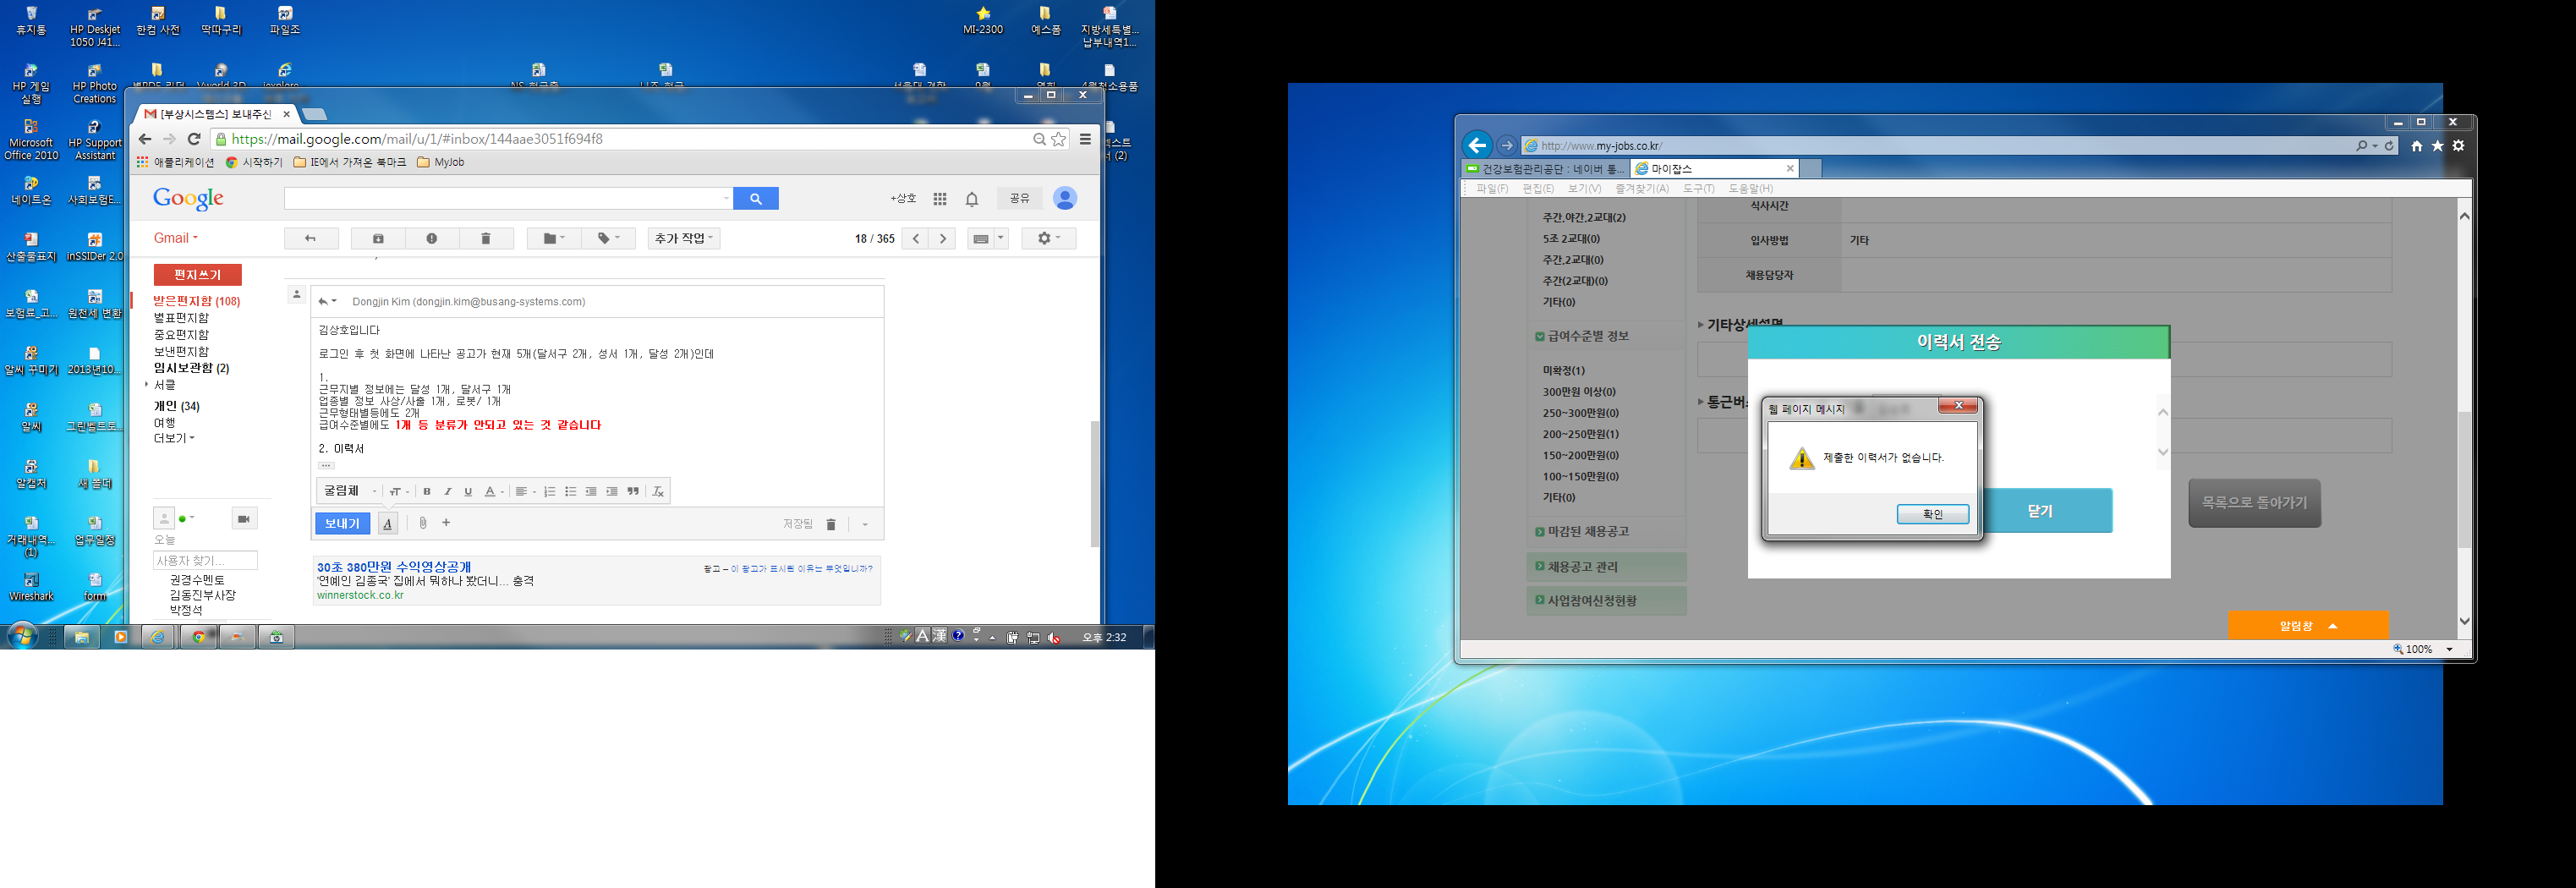 휴지통
HP Deskjet
1050 J41...
한컴 사전
딱따구리
파일조
MI-2300
예스폼
지방세특별...
납부내역1...
HP 게임
실행
HP Photo
Creations
Microsoft
Office 2010
HP Support
Assistant
네이트온
사회보험E...
산출물표지
inSSIDer 2.0
보험료_고...
원천세 변환
알씨 꾸미기
2013년10...
알씨
그린벨트토...
알캡처
새 폴더
거래내역...
(1)
업무일정
Wireshark
form
[부상시스템스] 보내주신
https://mail.google.com/mail/u/1/#inbox/144aae3051f694f8
애플리케이션
시작하기
IE에서 가져온 북마크
MyJob
Google
+상호
공유
Gmail
추가 작업
18 / 365
편지쓰기
받은편지함 (108)
별표편지함
중요편지함
보낸편지함
임시보관함 (2)
서클
개인 (34)
여행
더보기
오늘
사용자 찾기...
권경수멘토
김동진부사장
박정석
Dongjin Kim (dongjin.kim@busang-systems.com)
김상호입니다
로그인 후 첫 화면에 나타난 공고가 현재 5개(달서구 2개, 성서 1개, 달성 2개)인데
1.
근무지별 정보에는 달성 1개, 달서구 1개
업종별 정보 사상/사출 1개, 로봇/ 1개
근무형태별등에도 2개
급여수준별에도 1개 등 분류가 안되고 있는 것 같습니다
2. 이력서
굴림체
보내기
저장됨
30초 380만원 수익영상공개
광고 – 이 광고가 표시된 이유는 무엇입니까?
'연예인 김종국' 집에서 뭐하나 봤더니... 충격
winnerstock.co.kr
A 漢
오후 2:32
http://www.my-jobs.co.kr/
건강보험관리공단 : 네이버 통...
마이잡스
파일(F)
편집(E)
보기(V)
즐겨찾기(A)
도구(T)
도움말(H)
주간,야간,2교대(2)
5조 2교대(0)
주간,2교대(0)
주간(2교대)(0)
기타(0)
급여수준별 정보
미확정(1)
300만원 이상(0)
250~300만원(0)
200~250만원(1)
150~200만원(0)
100~150만원(0)
기타(0)
마감된 채용공고
채용공고 관리
사업참여신청현황
식사시간
입사방법
기타
채용담당자
기타상세설명
통근버스
이력서 전송
웹 페이지 메시지
제출한 이력서가 없습니다.
확인
닫기
목록으로 돌아가기
알림창
100%